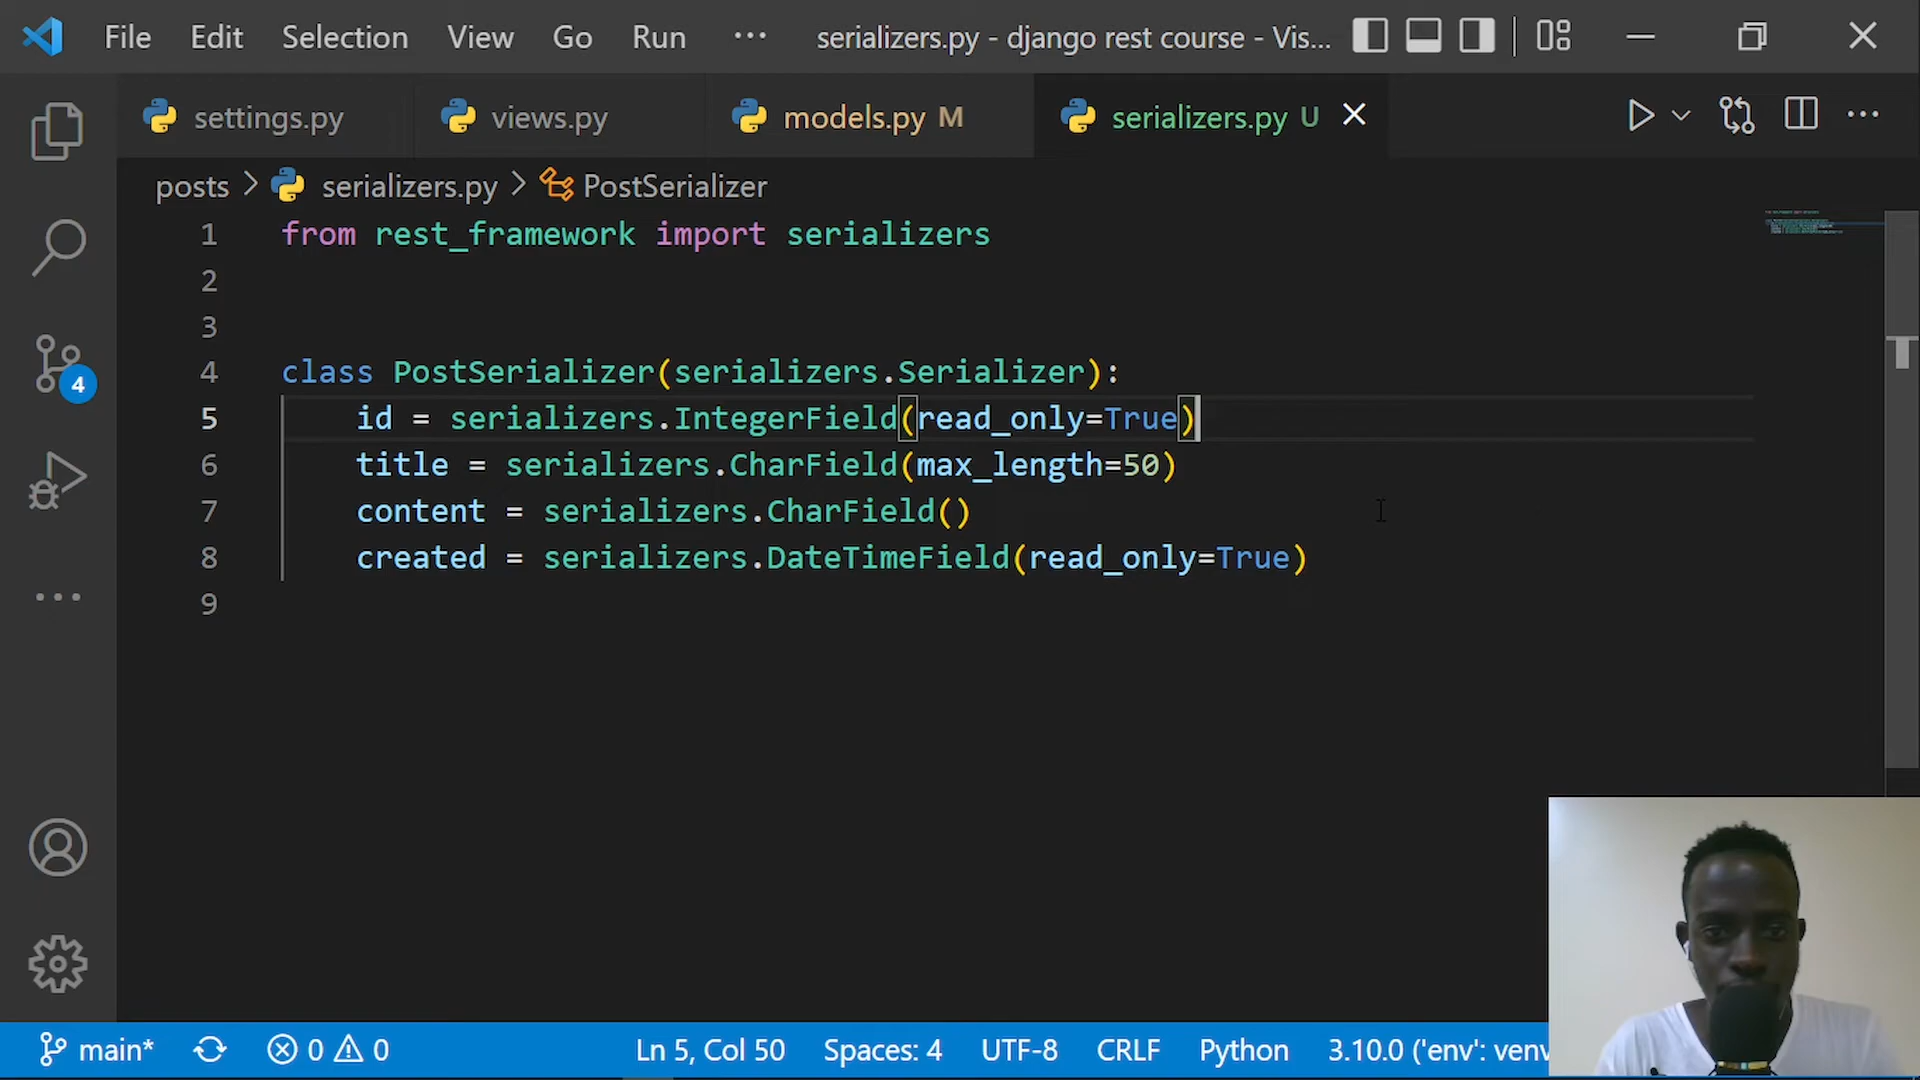 File Edit Selection View Go Run ··· serializers.py - django rest course - Vis...
settings.py views.py models.py M serializers.py U
posts > serializers.py > PostSerializer
1 from rest_framework import serializers
2
3
4 class PostSerializer(serializers.Serializer):
5 id = serializers.IntegerField(read_only=True)
6 title = serializers.CharField(max_length=50)
7 content = serializers.CharField()
8 created = serializers.DateTimeField(read_only=True)
9
4
main* 0 0 Ln 5, Col 50 Spaces: 4 UTF-8 CRLF Python 3.10.0 ('env': venv